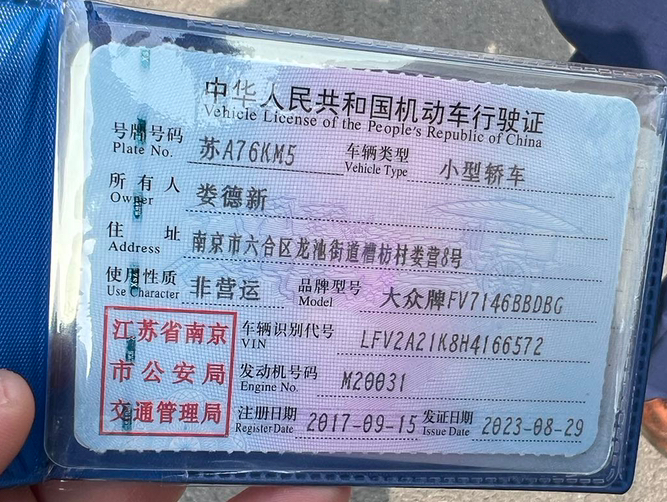 中华人民共和国机动车行驶证
Vehicle License of the People's Republic of China
号牌号码 苏A76KM5 车辆类型 小型轿车
Plate No. Vehicle Type
所有人 娄德新
Owner
住址 南京市六合区龙池街道槽枋村娄营8号
Address
使用性质 非营运 品牌型号 大众牌FV7146BBDBG
Use Character Model
江苏省南京
市公安局
交通管理局
车辆识别代号 LFV2A21K8H4166572
VIN
发动机号码 M20031
Engine No.
注册日期 2017-09-15 发证日期 2023-08-29
Register Date Issue Date